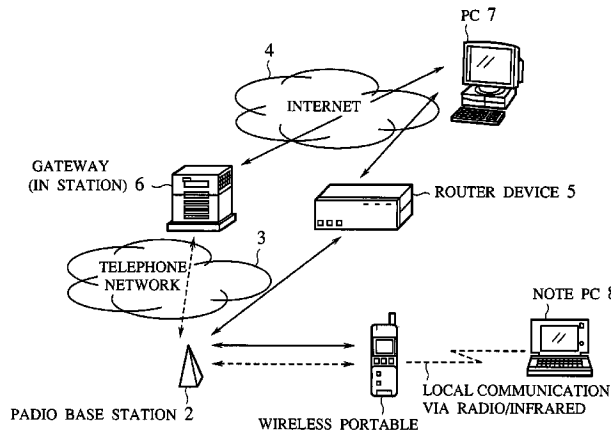 PC 7
4
INTERNET
GATEWAY
(IN STATION) 6
ROUTER DEVICE 5
3
TELEPHONE
NETWORK
NOTE PC 8
PADIO BASE STATION 2
WIRELESS PORTABLE
LOCAL COMMUNICATION
VIA RADIO/INFRARED